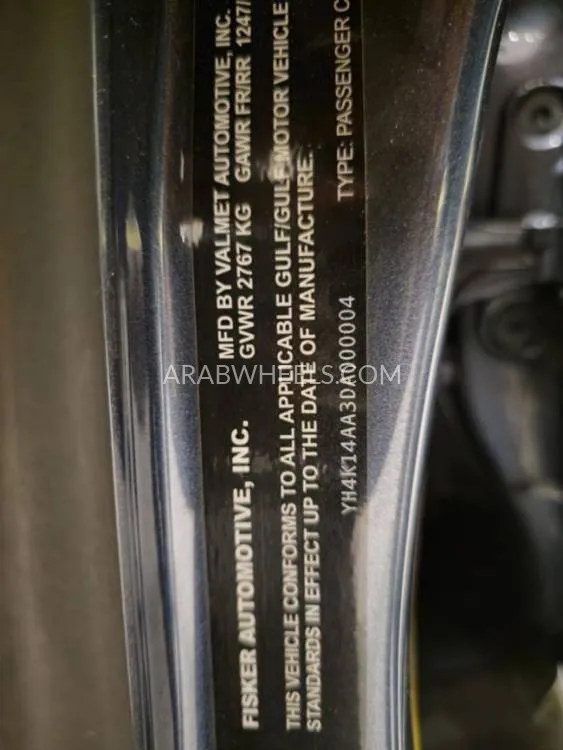 FISKER AUTOMOTIVE, INC. MFD BY VALMET AUTOMOTIVE, INC.
GVWR 2767 KG GAWR FR/RR 1247/
THIS VEHICLE CONFORMS TO ALL APPLICABLE GULF/GULF MOTOR VEHICLE
STANDARDS IN EFFECT UP TO THE DATE OF MANUFACTURE.
YH4K14AA3DA000004 TYPE: PASSENGER C
ARABWHEELS.COM